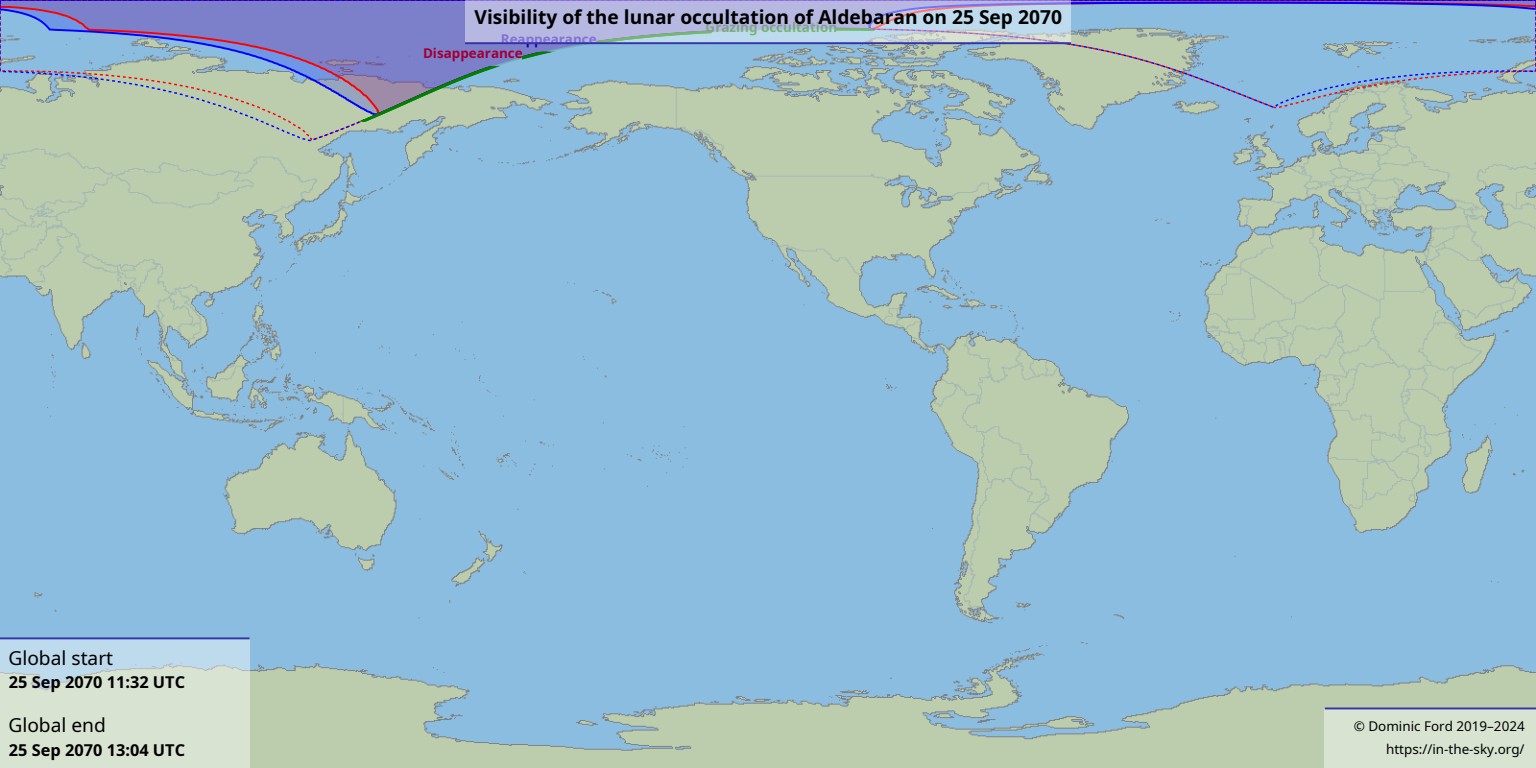 Visibility of the lunar occultation of Aldebaran on 25 Sep 2070
Grazing occultation
Reappearance
Disappearance
Global start
25 Sep 2070 11:32 UTC
Global end
25 Sep 2070 13:04 UTC
© Dominic Ford 2019–2024
https://in-the-sky.org/